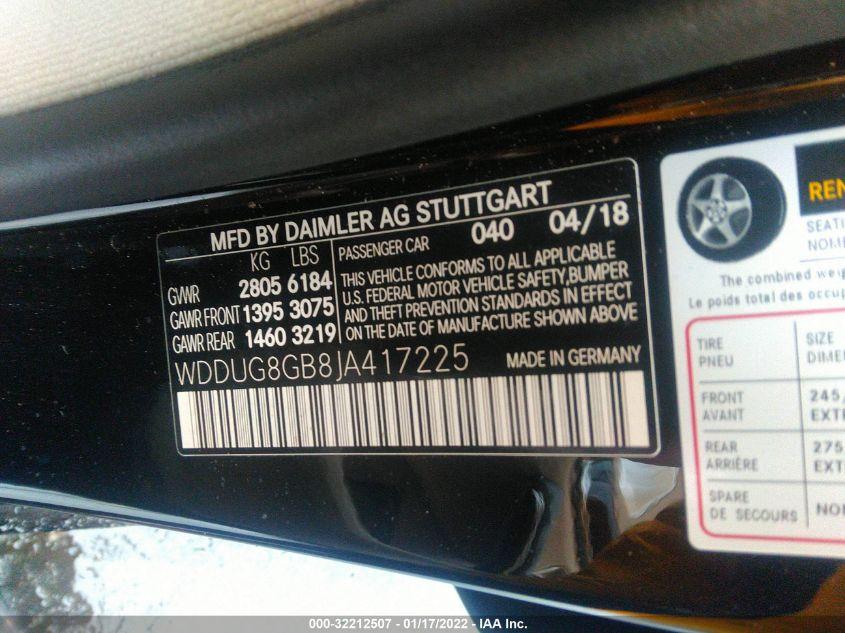 MFD BY DAIMLER AG STUTTGART
KG LBS
GVWR 2805 6184
GAWR FRONT 1395 3075
GAWR REAR 1460 3219
PASSENGER CAR 040 04/18
THIS VEHICLE CONFORMS TO ALL APPLICABLE
U.S. FEDERAL MOTOR VEHICLE SAFETY, BUMPER
AND THEFT PREVENTION STANDARDS IN EFFECT
ON THE DATE OF MANUFACTURE SHOWN ABOVE
WDDUG8GB8JA417225 MADE IN GERMANY
The combined
Le poids total des
TIRE
PNEU
SIZE
FRONT
AVANT
245
REAR
ARRIÈRE
275
SPARE
DE SECOURS
000-32212507 - 01/17/2022 - IAA Inc.